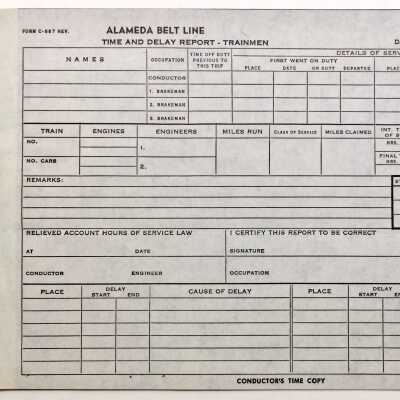 FORM C-587 REV.
ALAMEDA BELT LINE
TIME AND DELAY REPORT - TRAINMEN
NAMES
OCCUPATION
TIME OFF DUTY
PREVIOUS TO
THIS TRIP
DETAILS OF
FIRST WENT ON DUTY
PLACE DATE ON DUTY DEPARTED PLACE
CONDUCTOR
1. BRAKEMAN
2. BRAKEMAN
3. BRAKEMAN
TRAIN ENGINES ENGINEERS MILES RUN CLASS OF SERVICE MILES CLAIMED
NO.
1.
HRS.
NO. CARS
2.
FINAL
HRS.
REMARKS:
RELIEVED ACCOUNT HOURS OF SERVICE LAW
I CERTIFY THIS REPORT TO BE CORRECT
AT DATE
SIGNATURE
CONDUCTOR ENGINEER
OCCUPATION
PLACE DELAY CAUSE OF DELAY PLACE DELAY
START END START
CONDUCTOR'S TIME COPY